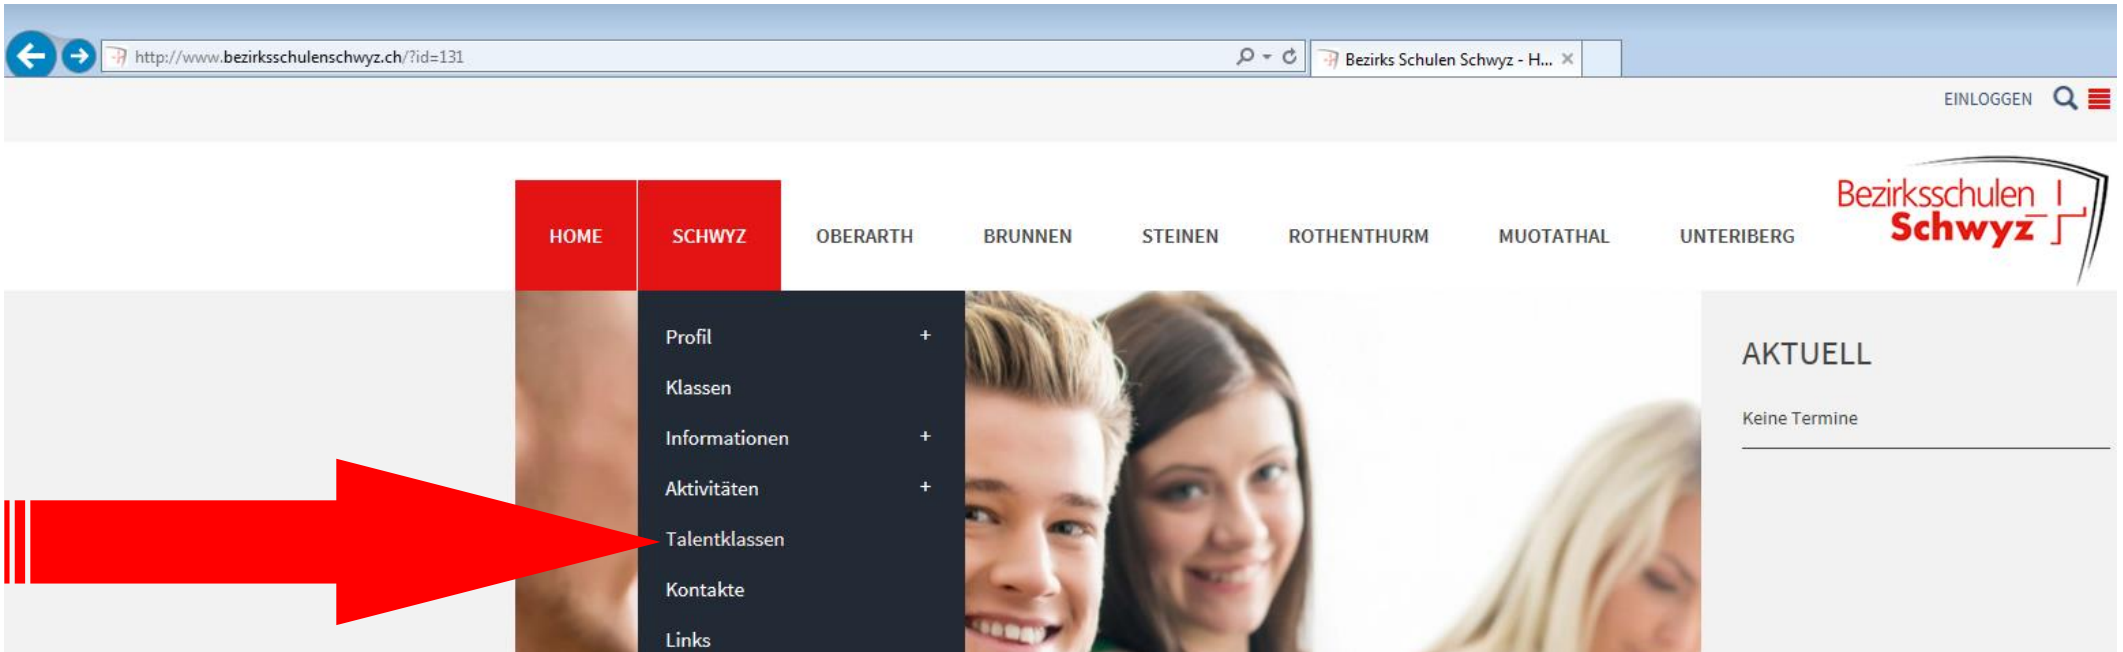 http://www.bezirksschulenschwyz.ch/?id=131
Bezirks Schulen Schwyz - H...
EINLOGGEN
Bezirksschulen
Schwyz
HOME SCHWYZ OBERARTH BRUNNEN STEINEN ROTHENTHURM MUOTATHAL UNTERIBERG
Profil +
Klassen
Informationen +
Aktivitäten +
Talentklassen
Kontakte
Links
AKTUELL
Keine Termine